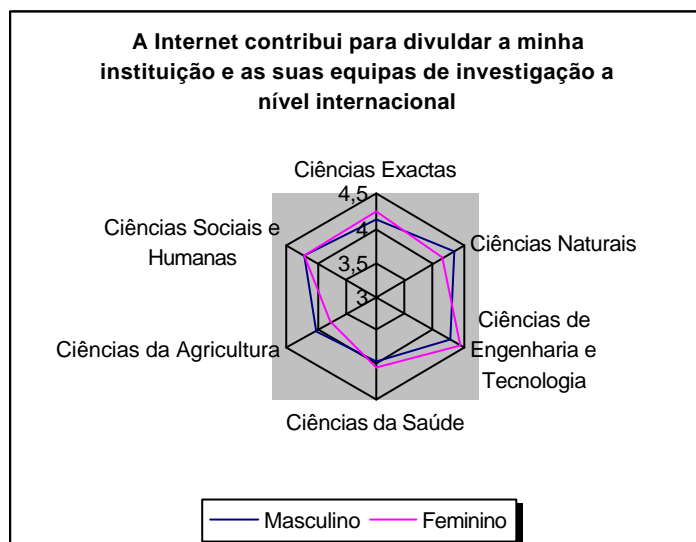 A Internet contribui para divuldar a minha
instituição e as suas equipas de investigação a
nível internacional
Ciências Exactas
4,5
4
3,5
3
Ciências Sociais e
Humanas
Ciências Naturais
Ciências de
Engenharia e
Tecnologia
Ciências da Agricultura
Ciências da Saúde
Masculino
Feminino